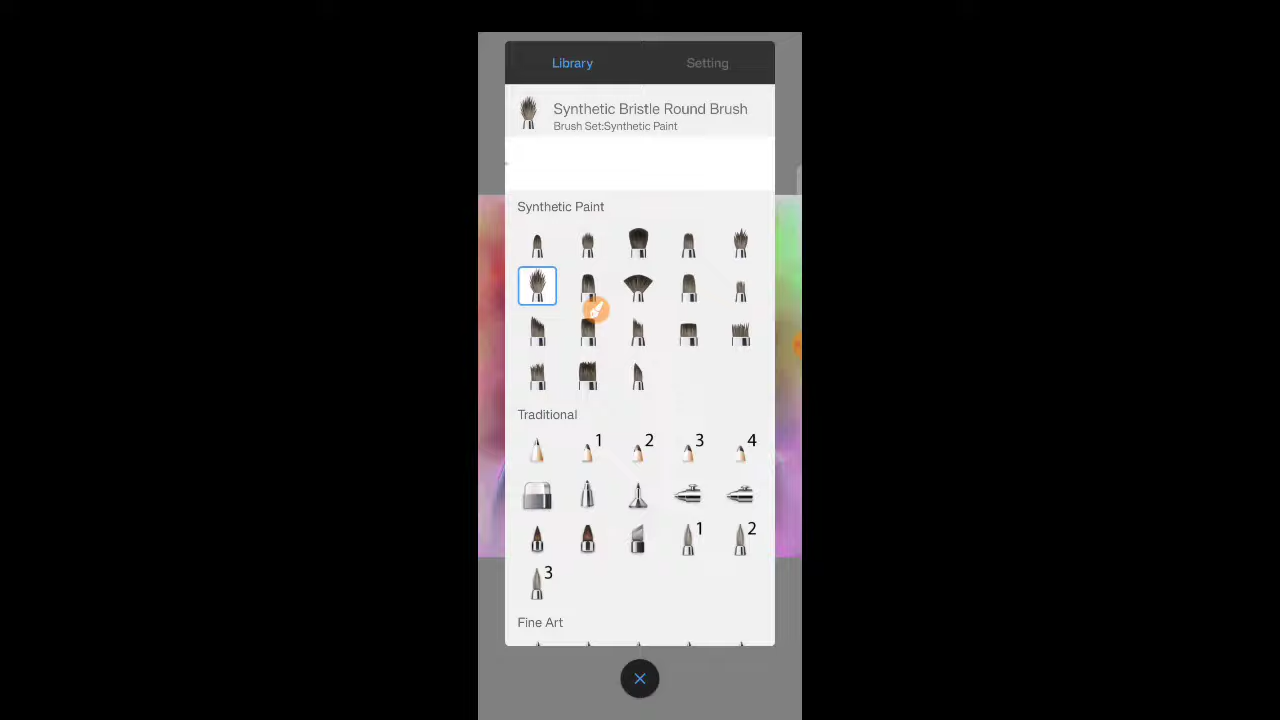 Library Setting
Synthetic Bristle Round Brush
Brush Set:Synthetic Paint
Synthetic Paint
Traditional
1 2 3 4
1 2
3
Fine Art